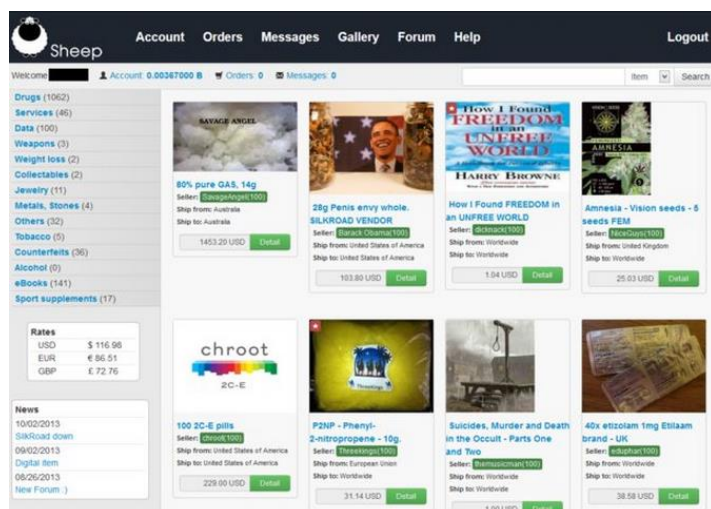 Sheep
Account Orders Messages Gallery Forum Help Logout
Welcome Account: 0.00367000 B Orders: 0 Messages: 0 Item Search
Drugs (1062)
Services (46)
Data (100)
Weapons (3)
Weight loss (2)
Collectables (2)
Jewelry (11)
Metals, Stones (4)
Others (32)
Tobacco (5)
Counterfeits (36)
Alcohol (0)
eBooks (141)
Sport supplements (17)
Rates
USD $ 116.98
EUR € 86.51
GBP £ 72.76
News
10/02/2013
SilkRoad down
09/02/2013
Digital item
08/26/2013
New Forum :)
SAVAGE ANGEL
80% pure GAS, 14g
Seller: SavageAngel(100)
Ship from: Australia
Ship to: Australia
1453.20 USD Detail
28g Penis envy whole.
SILKROAD VENDOR
Seller: Barack Obama(100)
Ship from: United States of America
Ship to: United States of America
103.80 USD Detail
How I Found
FREEDOM
in an
UNFREE
WORLD
HARRY BROWNE
How I Found FREEDOM in
an UNFREE WORLD
Seller: dicknack(100)
Ship from: Worldwide
Ship to: Worldwide
1.04 USD Detail
VISION SEEDS
AMNESIA
Amnesia - Vision seeds - 5
seeds FEM
Seller: NiceGuys(100)
Ship from: United Kingdom
Ship to: Worldwide
25.03 USD Detail
chroot
2C-E
100 2C-E pills
Seller: chroot(100)
Ship from: United States of America
Ship to: United States of America
229.00 USD Detail
Threekings
P2NP - Phenyl-
2-nitropropene - 10g.
Seller: Threekings(100)
Ship from: European Union
Ship to: Worldwide
31.14 USD Detail
Suicides, Murder and Death
in the Occult - Parts One
and Two
Seller: themusicman(100)
Ship from: Worldwide
Ship to: Worldwide
USD Detail
40x etizolam 1mg Etilaam
brand - UK
Seller: eduphar(100)
Ship from: Worldwide
Ship to: Worldwide
38.58 USD Detail